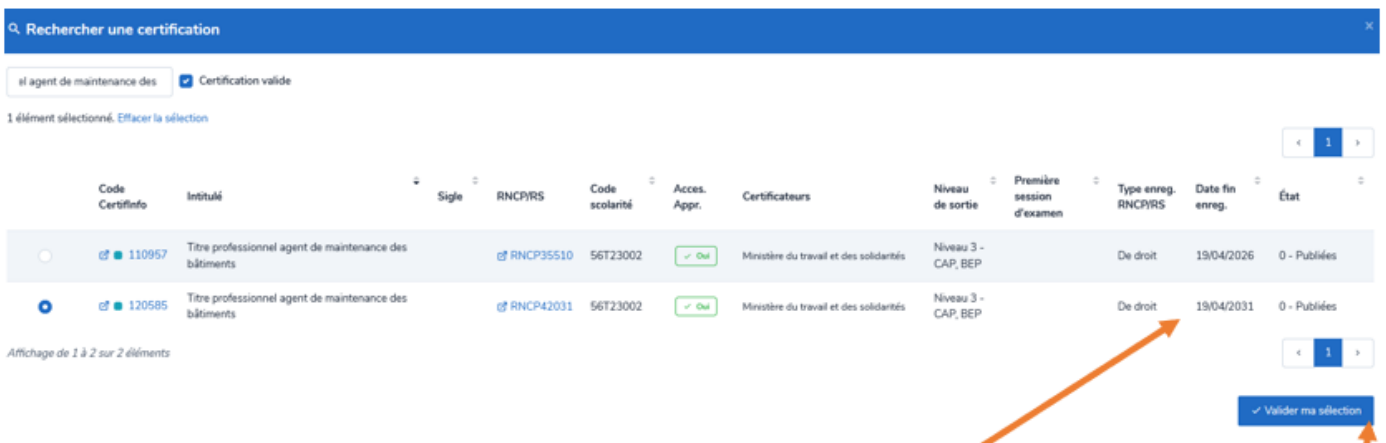 Rechercher une certification
el agent de maintenance des
Certification valide
1 élément sélectionné. Effacer la sélection
‹ 1 ›
Code CertifInfo Intitulé Sigle RNCP/RS Code scolarité Acces. Appr. Certificateurs Niveau de sortie Première session d'examen Type enreg. RNCP/RS Date fin enreg. État
110957 Titre professionnel agent de maintenance des bâtiments RNCP35510 56T23002 Oui Ministère du travail et des solidarités Niveau 3 - CAP, BEP De droit 19/04/2026 0 - Publiées
120585 Titre professionnel agent de maintenance des bâtiments RNCP42031 56T23002 Oui Ministère du travail et des solidarités Niveau 3 - CAP, BEP De droit 19/04/2031 0 - Publiées
Affichage de 1 à 2 sur 2 éléments
‹ 1 ›
Valider ma sélection